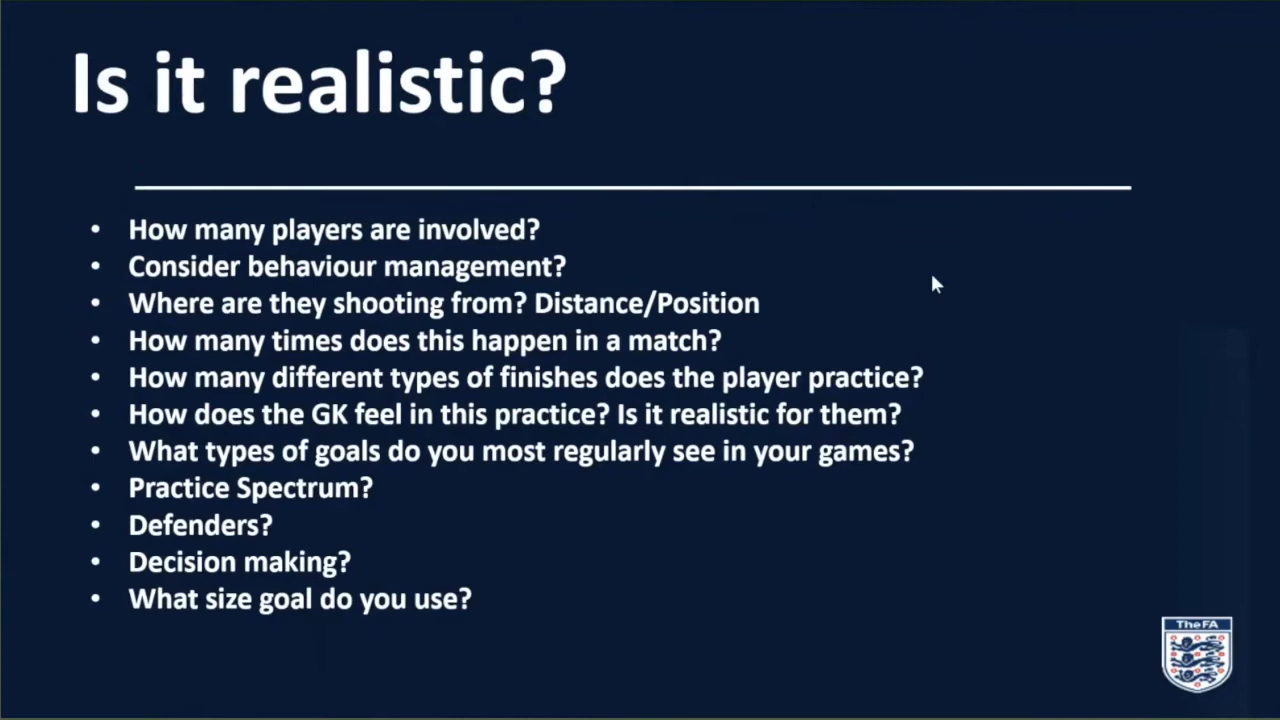 Is it realistic?
• How many players are involved?
• Consider behaviour management?
• Where are they shooting from? Distance/Position
• How many times does this happen in a match?
• How many different types of finishes does the player practice?
• How does the GK feel in this practice? Is it realistic for them?
• What types of goals do you most regularly see in your games?
• Practice Spectrum?
• Defenders?
• Decision making?
• What size goal do you use?
The FA